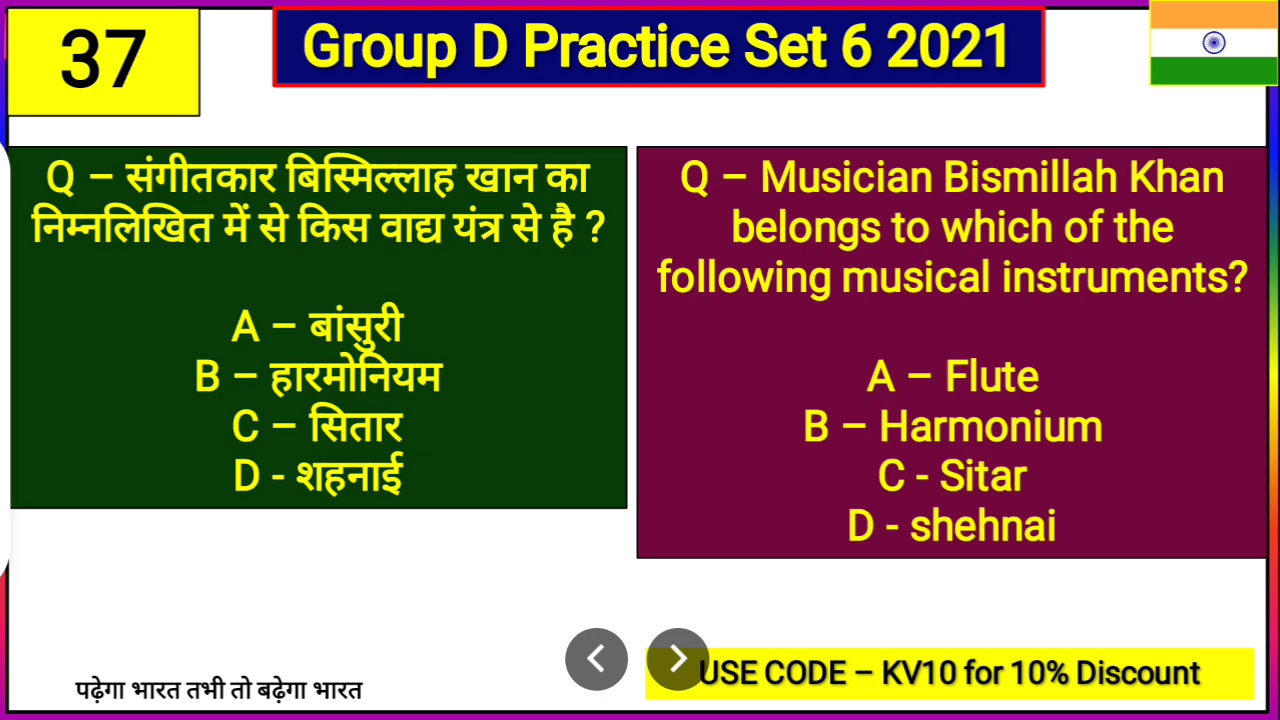 37
Group D Practice Set 6 2021
Q – संगीतकार बिस्मिल्लाह खान का
निम्नलिखित में से किस वाद्य यंत्र से है ?
A – बांसुरी
B – हारमोनियम
C – सितार
D - शहनाई
Q – Musician Bismillah Khan
belongs to which of the
following musical instruments?
A – Flute
B – Harmonium
C - Sitar
D - shehnai
पढ़ेगा भारत तभी तो बढ़ेगा भारत
USE CODE – KV10 for 10% Discount